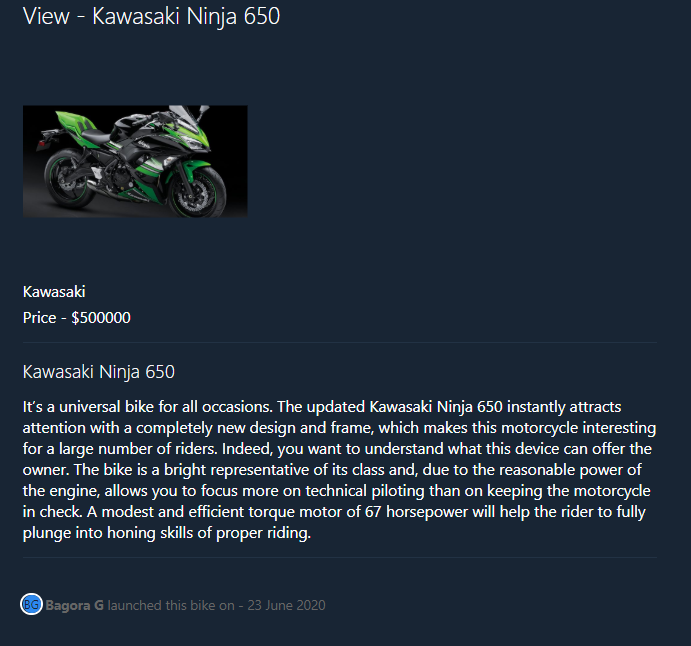 View - Kawasaki Ninja 650
Kawasaki
Price - $500000
Kawasaki Ninja 650
It's a universal bike for all occasions. The updated Kawasaki Ninja 650 instantly attracts
attention with a completely new design and frame, which makes this motorcycle interesting
for a large number of riders. Indeed, you want to understand what this device can offer the
owner. The bike is a bright representative of its class and, due to the reasonable power of
the engine, allows you to focus more on technical piloting than on keeping the motorcycle
in check. A modest and efficient torque motor of 67 horsepower will help the rider to fully
plunge into honing skills of proper riding.
BG Bagora G launched this bike on - 23 June 2020